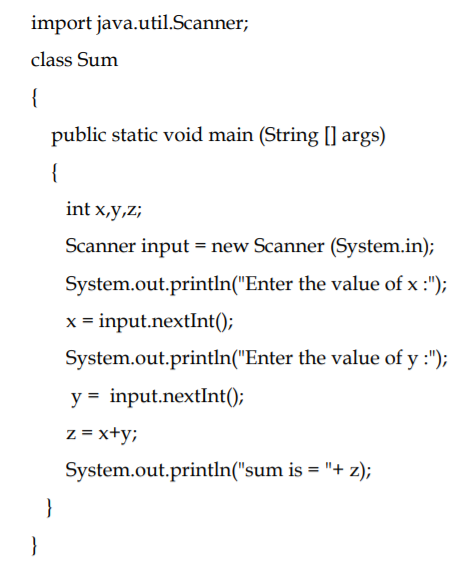 import java.util.Scanner;
class Sum
{
public static void main (String [] args)
{
int x,y,z;
Scanner input = new Scanner (System.in);
System.out.println("Enter the value of x :");
x = input.nextInt();
System.out.println("Enter the value of y :");
y =  input.nextInt();
z = x+y;
System.out.println("sum is = "+ z);
}
}